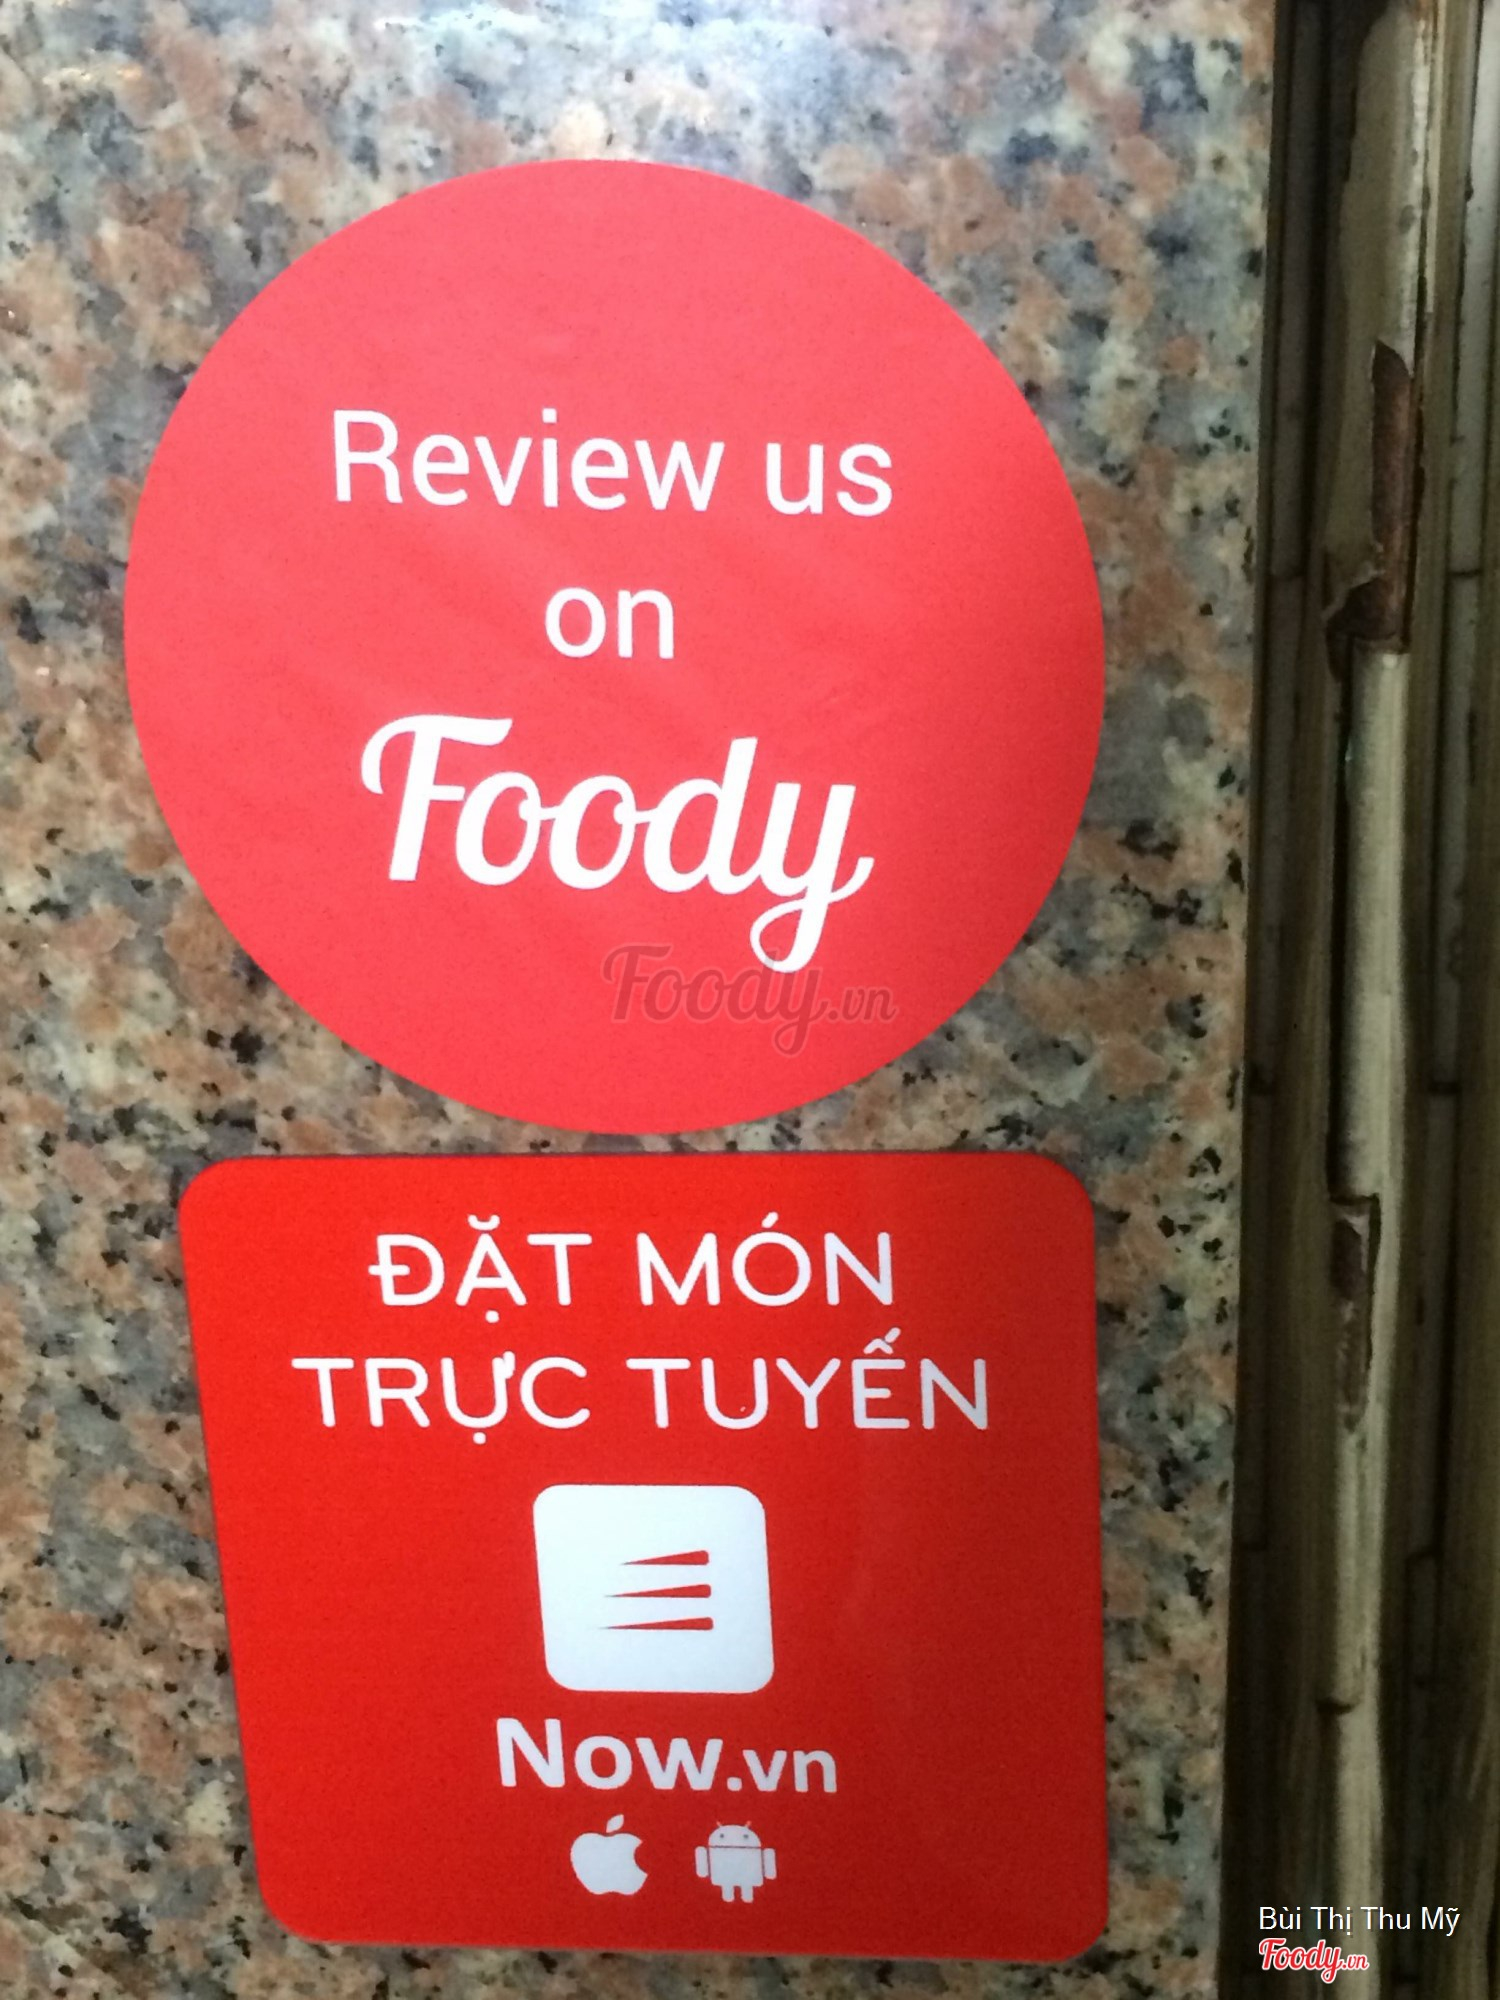 Review us
on
Foody
Foody.vn
ĐẶT MÓN
TRỰC TUYẾN
Now.vn
Bùi Thị Thu Mỹ
Foody.vn